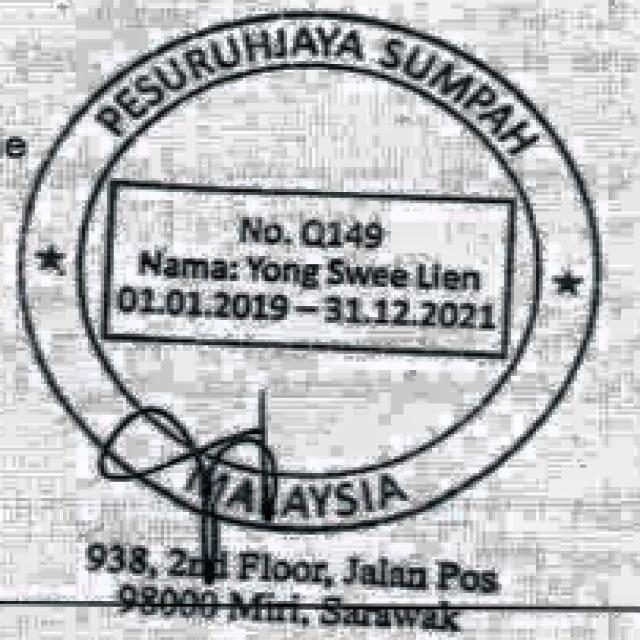 e
PESURUHJAYA SUMPAH
No. Q149
Nama: Yong Swee Lien
01.01.2019 – 31.12.2021
MALAYSIA
938, 2nd Floor, Jalan Pos
98000 Miri, Sarawak